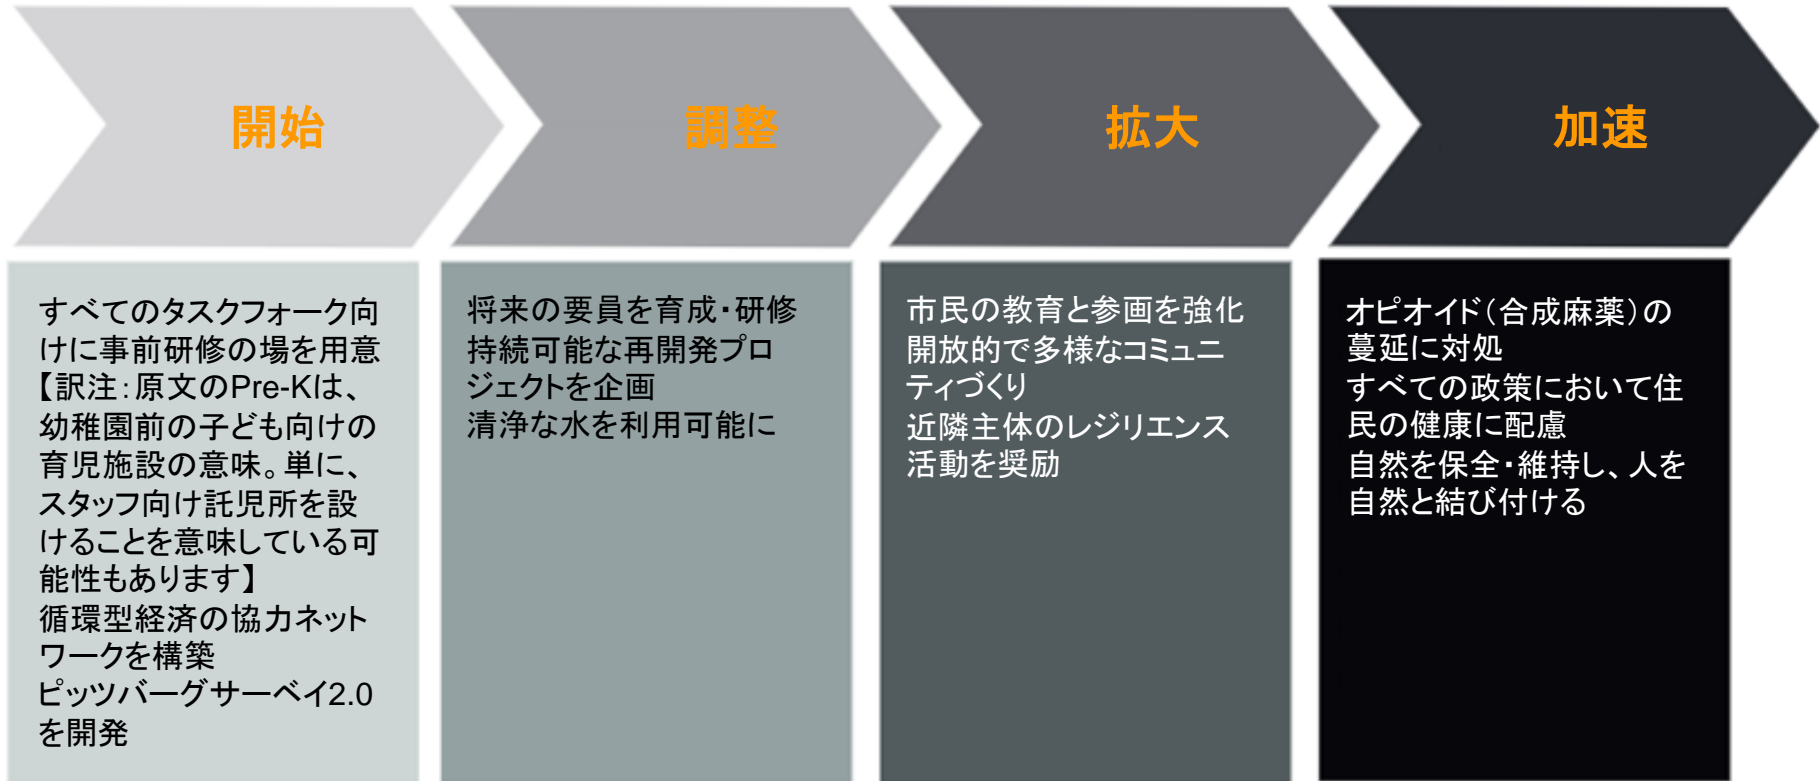 開始
調整
拡大
加速
すべてのタスクフォーク向
けに事前研修の場を用意
【訳注：原文のPre-Kは、
幼稚園前の子ども向けの
育児施設の意味。単に、
スタッフ向け託児所を設
けることを意味している可
能性もあります】
循環型経済の協力ネット
ワークを構築
ピッツバーグサーベイ2.0
を開発
将来の要員を育成・研修
持続可能な再開発プロ
ジェクトを企画
清浄な水を利用可能に
市民の教育と参画を強化
開放的で多様なコミュニ
ティづくり
近隣主体のレジリエンス
活動を奨励
オピオイド（合成麻薬）の
蔓延に対処
すべての政策において住
民の健康に配慮
自然を保全・維持し、人を
自然と結び付ける